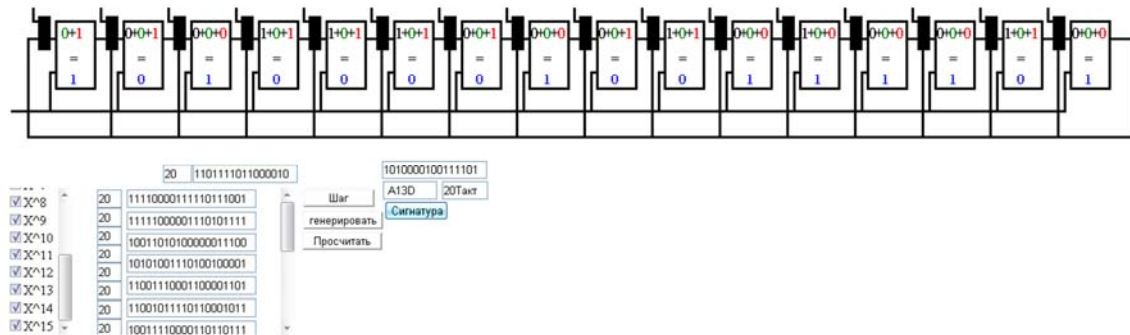 0+1 0+0+1 0+0+0 1+0+1 1+0+1 1+0+1 0+0+1 0+0+0 0+0+1 1+0+1 0+0+0 1+0+0 0+0+0 0+0+0 1+0+1 0+0+0
= = = = = = = = = = = = = = = =
1 0 1 0 0 0 0 1 0 0 1 1 1 1 0 1
20 1101111011000010 1010000100111101
A13D 20Такт
Сигнатура
X^8 20 11110000111110111001 Шаг
X^9 20 11111000001110101111 генерировать
X^10 20 10011010100000011100 Просчитать
X^11 20 10101001110100100001
X^12
X^13 20 11001110001100001101
X^14 20 11001011110110001011
X^15 20 10011110000110110111